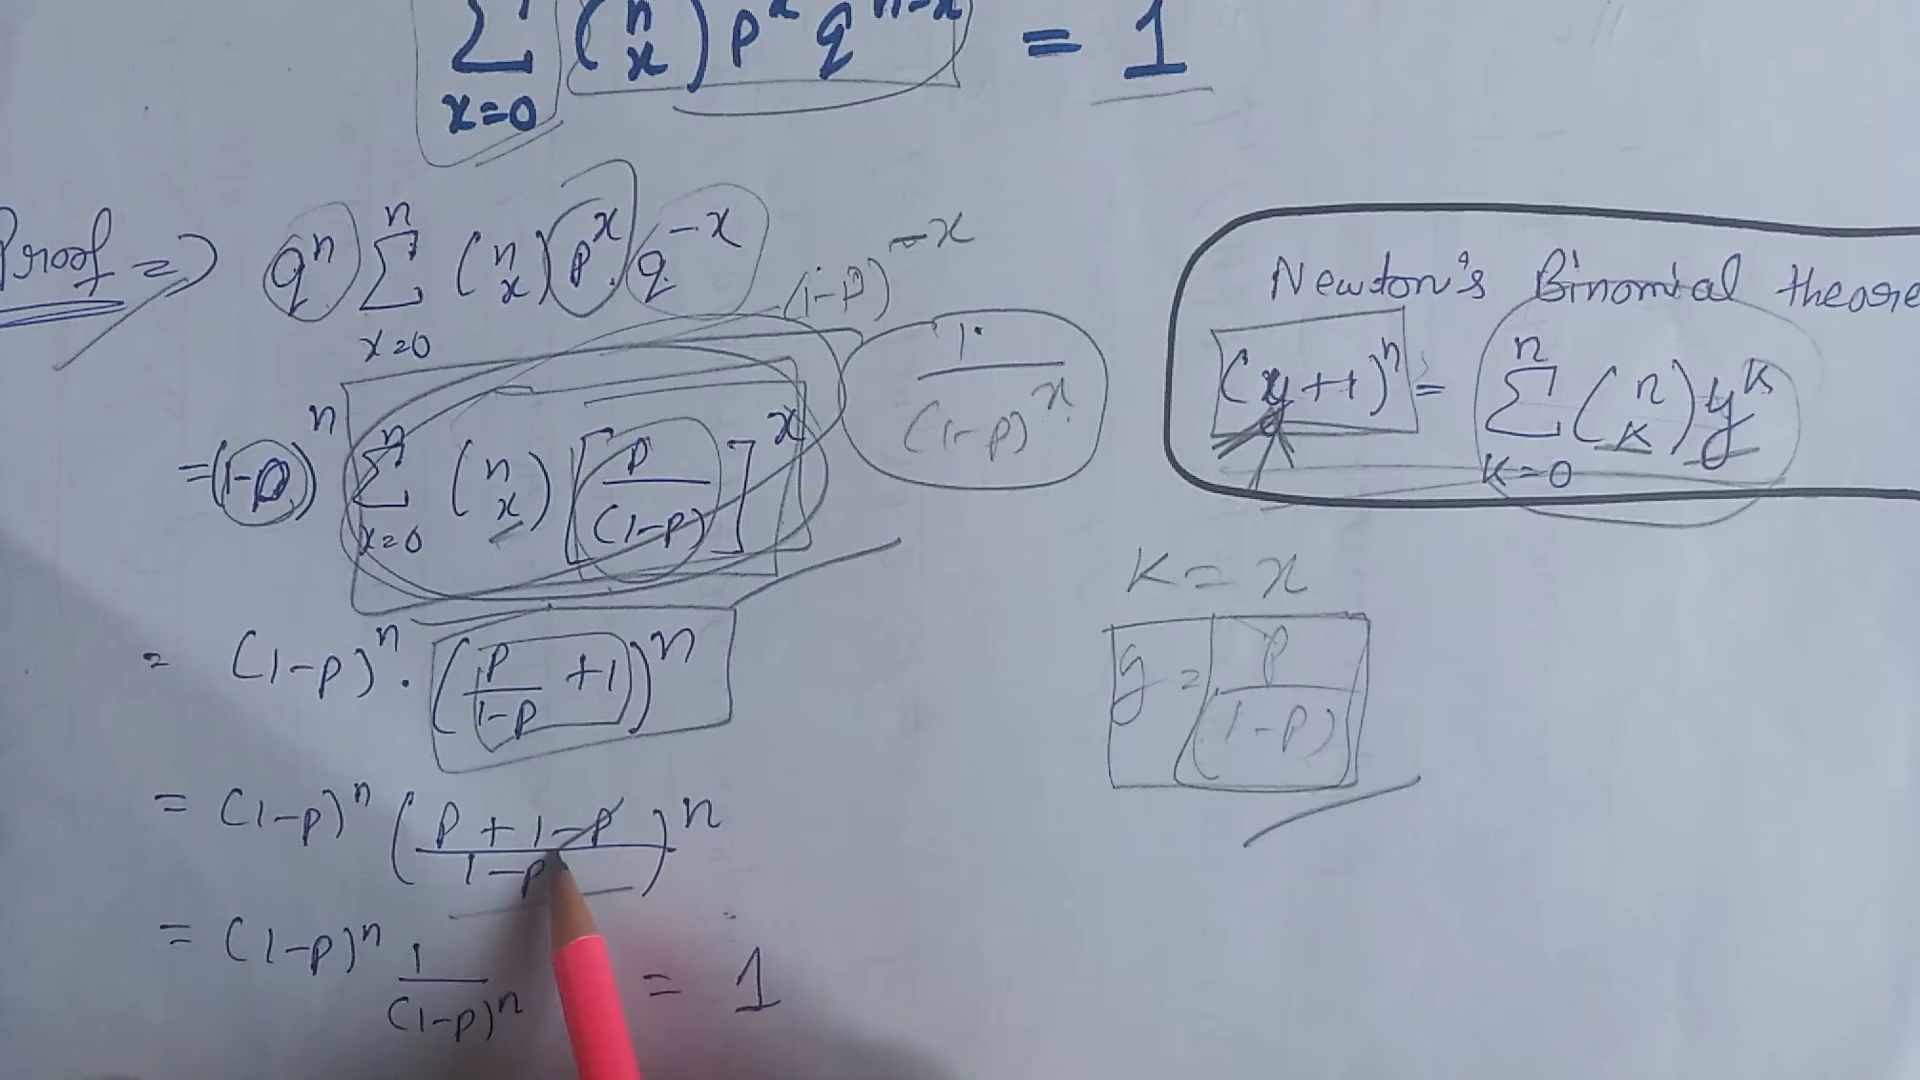 ∑ (n x) p^x q^(n-x) = 1
x=0
Proof => q^n ∑ (n x) p^x q^-x
n
x=0
(1-p)^-x
1/(1-p)^x
=(1-p)^n ∑ (n x) [p/(1-p)]^x
n
x=0
= (1-p)^n . (p/1-p +1)^n
= (1-p)^n (p+1-p/1-p)^n
= (1-p)^n 1/(1-p)^n = 1
Newton's Binomial theore
(y+1)^n = ∑ (n K) y^K
n
K=0
K = x
y = p/(1-p)